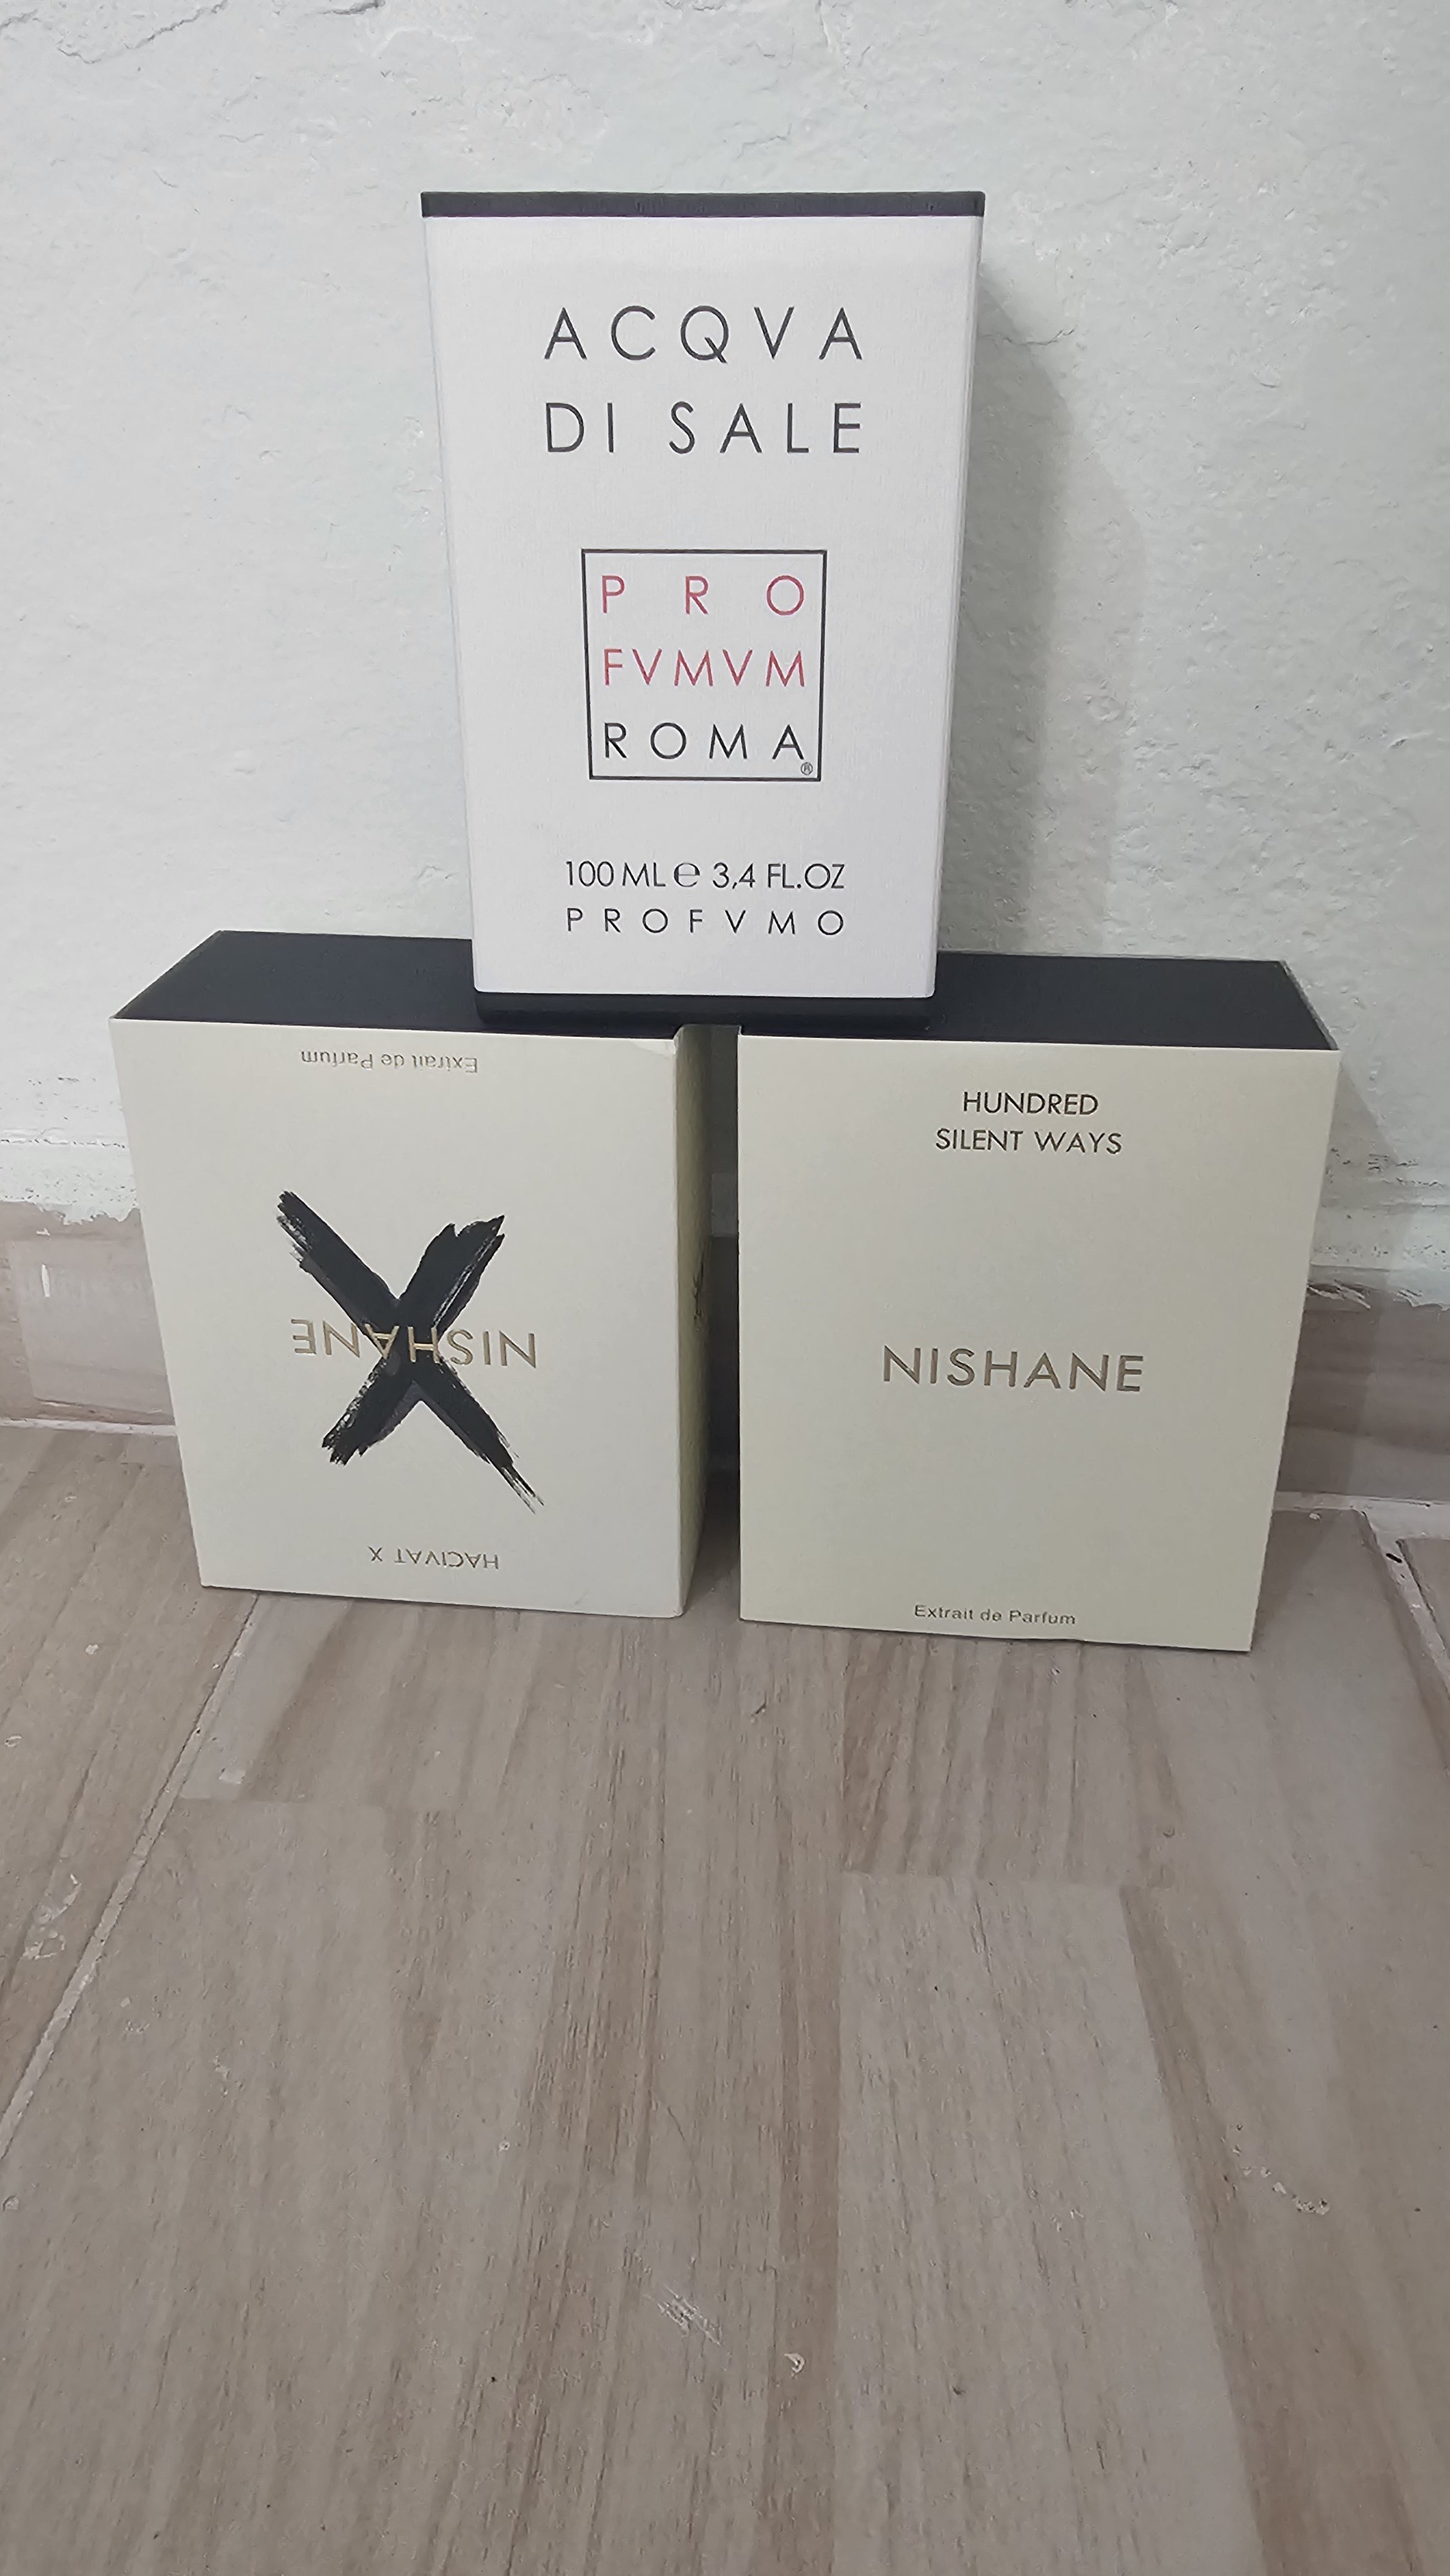 ACQVA
DI SALE
PRO
FVMVM
ROMA®
100 ML ℮ 3,4 FL.OZ
PROFVMO
HACIVAT X
NISHANE
Extrait de Parfum
HUNDRED
SILENT WAYS
NISHANE
Extrait de Parfum